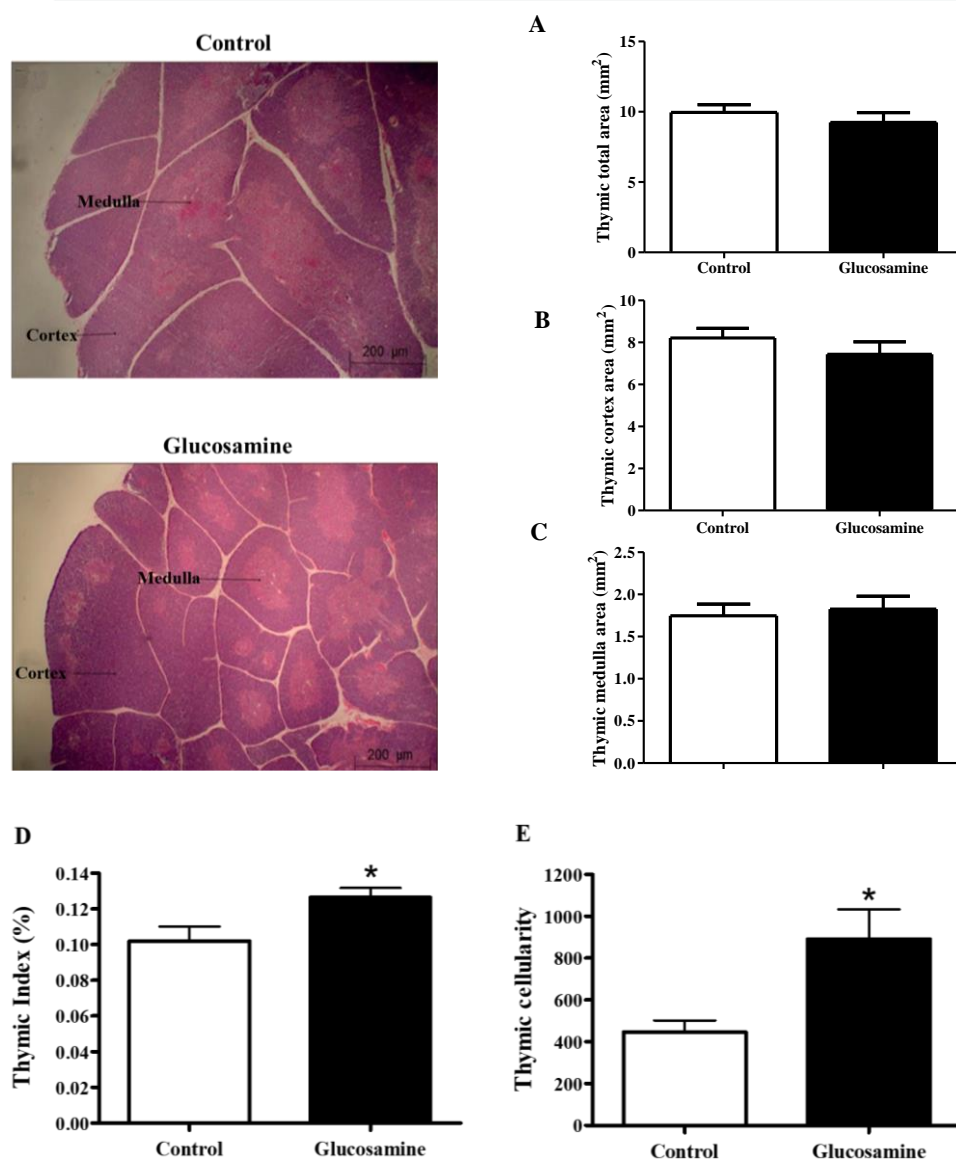 Control
Medulla
Cortex
200 µm
Glucosamine
Medulla
Cortex
200 µm
A
Thymic total area (mm²)
15
10
5
0
Control
Glucosamine
B
Thymic cortex area (mm²)
10
8
6
4
2
0
Control
Glucosamine
C
Thymic medulla area (mm²)
2.5
2.0
1.5
1.0
0.5
0.0
D
Thymic Index (%)
0.14
0.12
0.10
0.08
0.06
0.04
0.02
0.00
*
Control
Glucosamine
E
Thymic cellularity
1200
1000
800
600
400
200
0
*
Control
Glucosamine